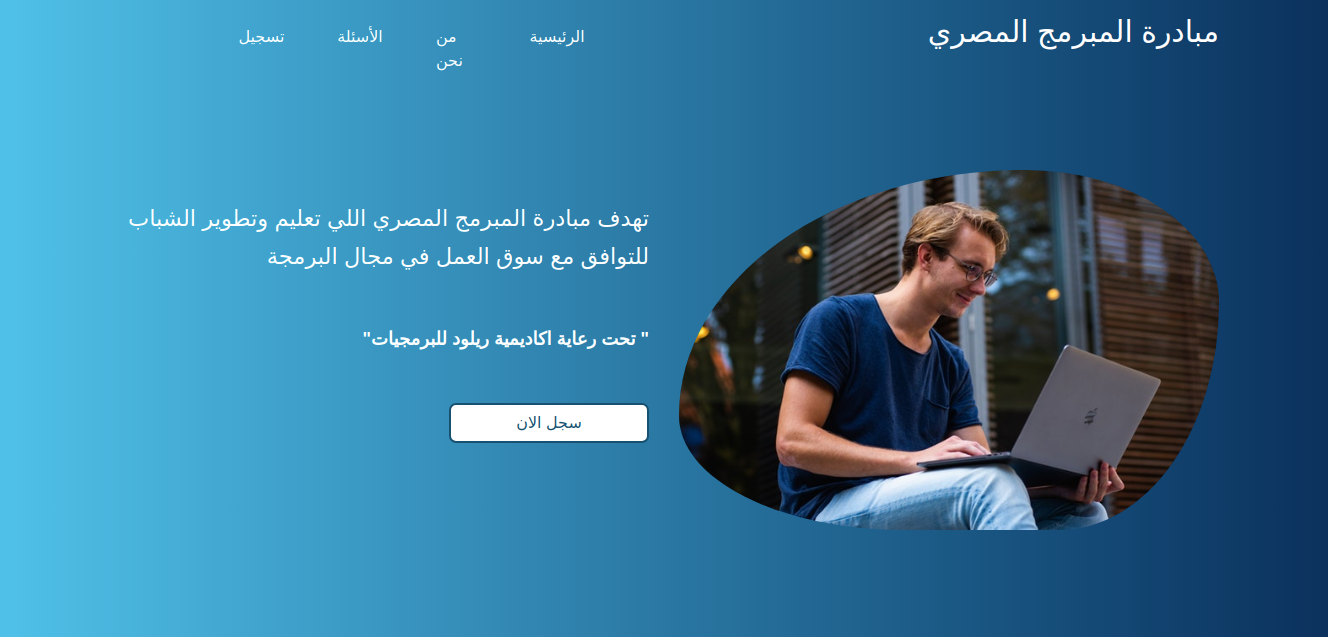 مبادرة المبرمج المصري
الرئيسية
من
نحن
الأسئلة
تسجيل
تهدف مبادرة المبرمج المصري اللي تعليم وتطوير الشباب
للتوافق مع سوق العمل في مجال البرمجة
" تحت رعاية اكاديمية ريلود للبرمجيات"
سجل الان